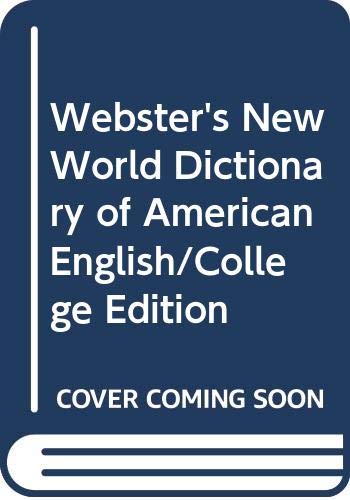 Webster's New
World Dictiona
ry of American
English/Colle
ge Edition
COVER COMING SOON